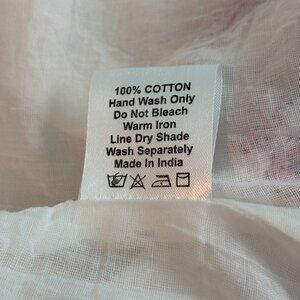 100% COTTON
Hand Wash Only
Do Not Bleach
Warm Iron
Line Dry Shade
Wash Separately
Made In India